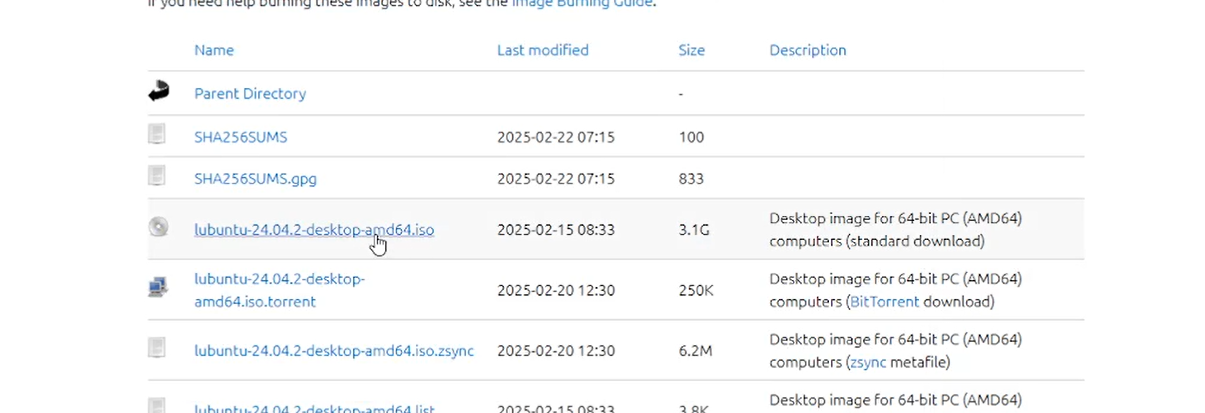 If you need help burning these images to disk, see the Image Burning Guide.
Name Last modified Size Description
Parent Directory -
SHA256SUMS 2025-02-22 07:15 100
SHA256SUMS.gpg 2025-02-22 07:15 833
lubuntu-24.04.2-desktop-amd64.iso 2025-02-15 08:33 3.1G Desktop image for 64-bit PC (AMD64)
computers (standard download)
lubuntu-24.04.2-desktop-
amd64.iso.torrent 2025-02-20 12:30 250K Desktop image for 64-bit PC (AMD64)
computers (BitTorrent download)
lubuntu-24.04.2-desktop-amd64.iso.zsync 2025-02-20 12:30 6.2M Desktop image for 64-bit PC (AMD64)
computers (zsync metafile)
lubuntu-24.04.2-desktop-amd64.list 2025-02-15 08:33 3.8K Desktop image for 64-bit PC (AMD64)